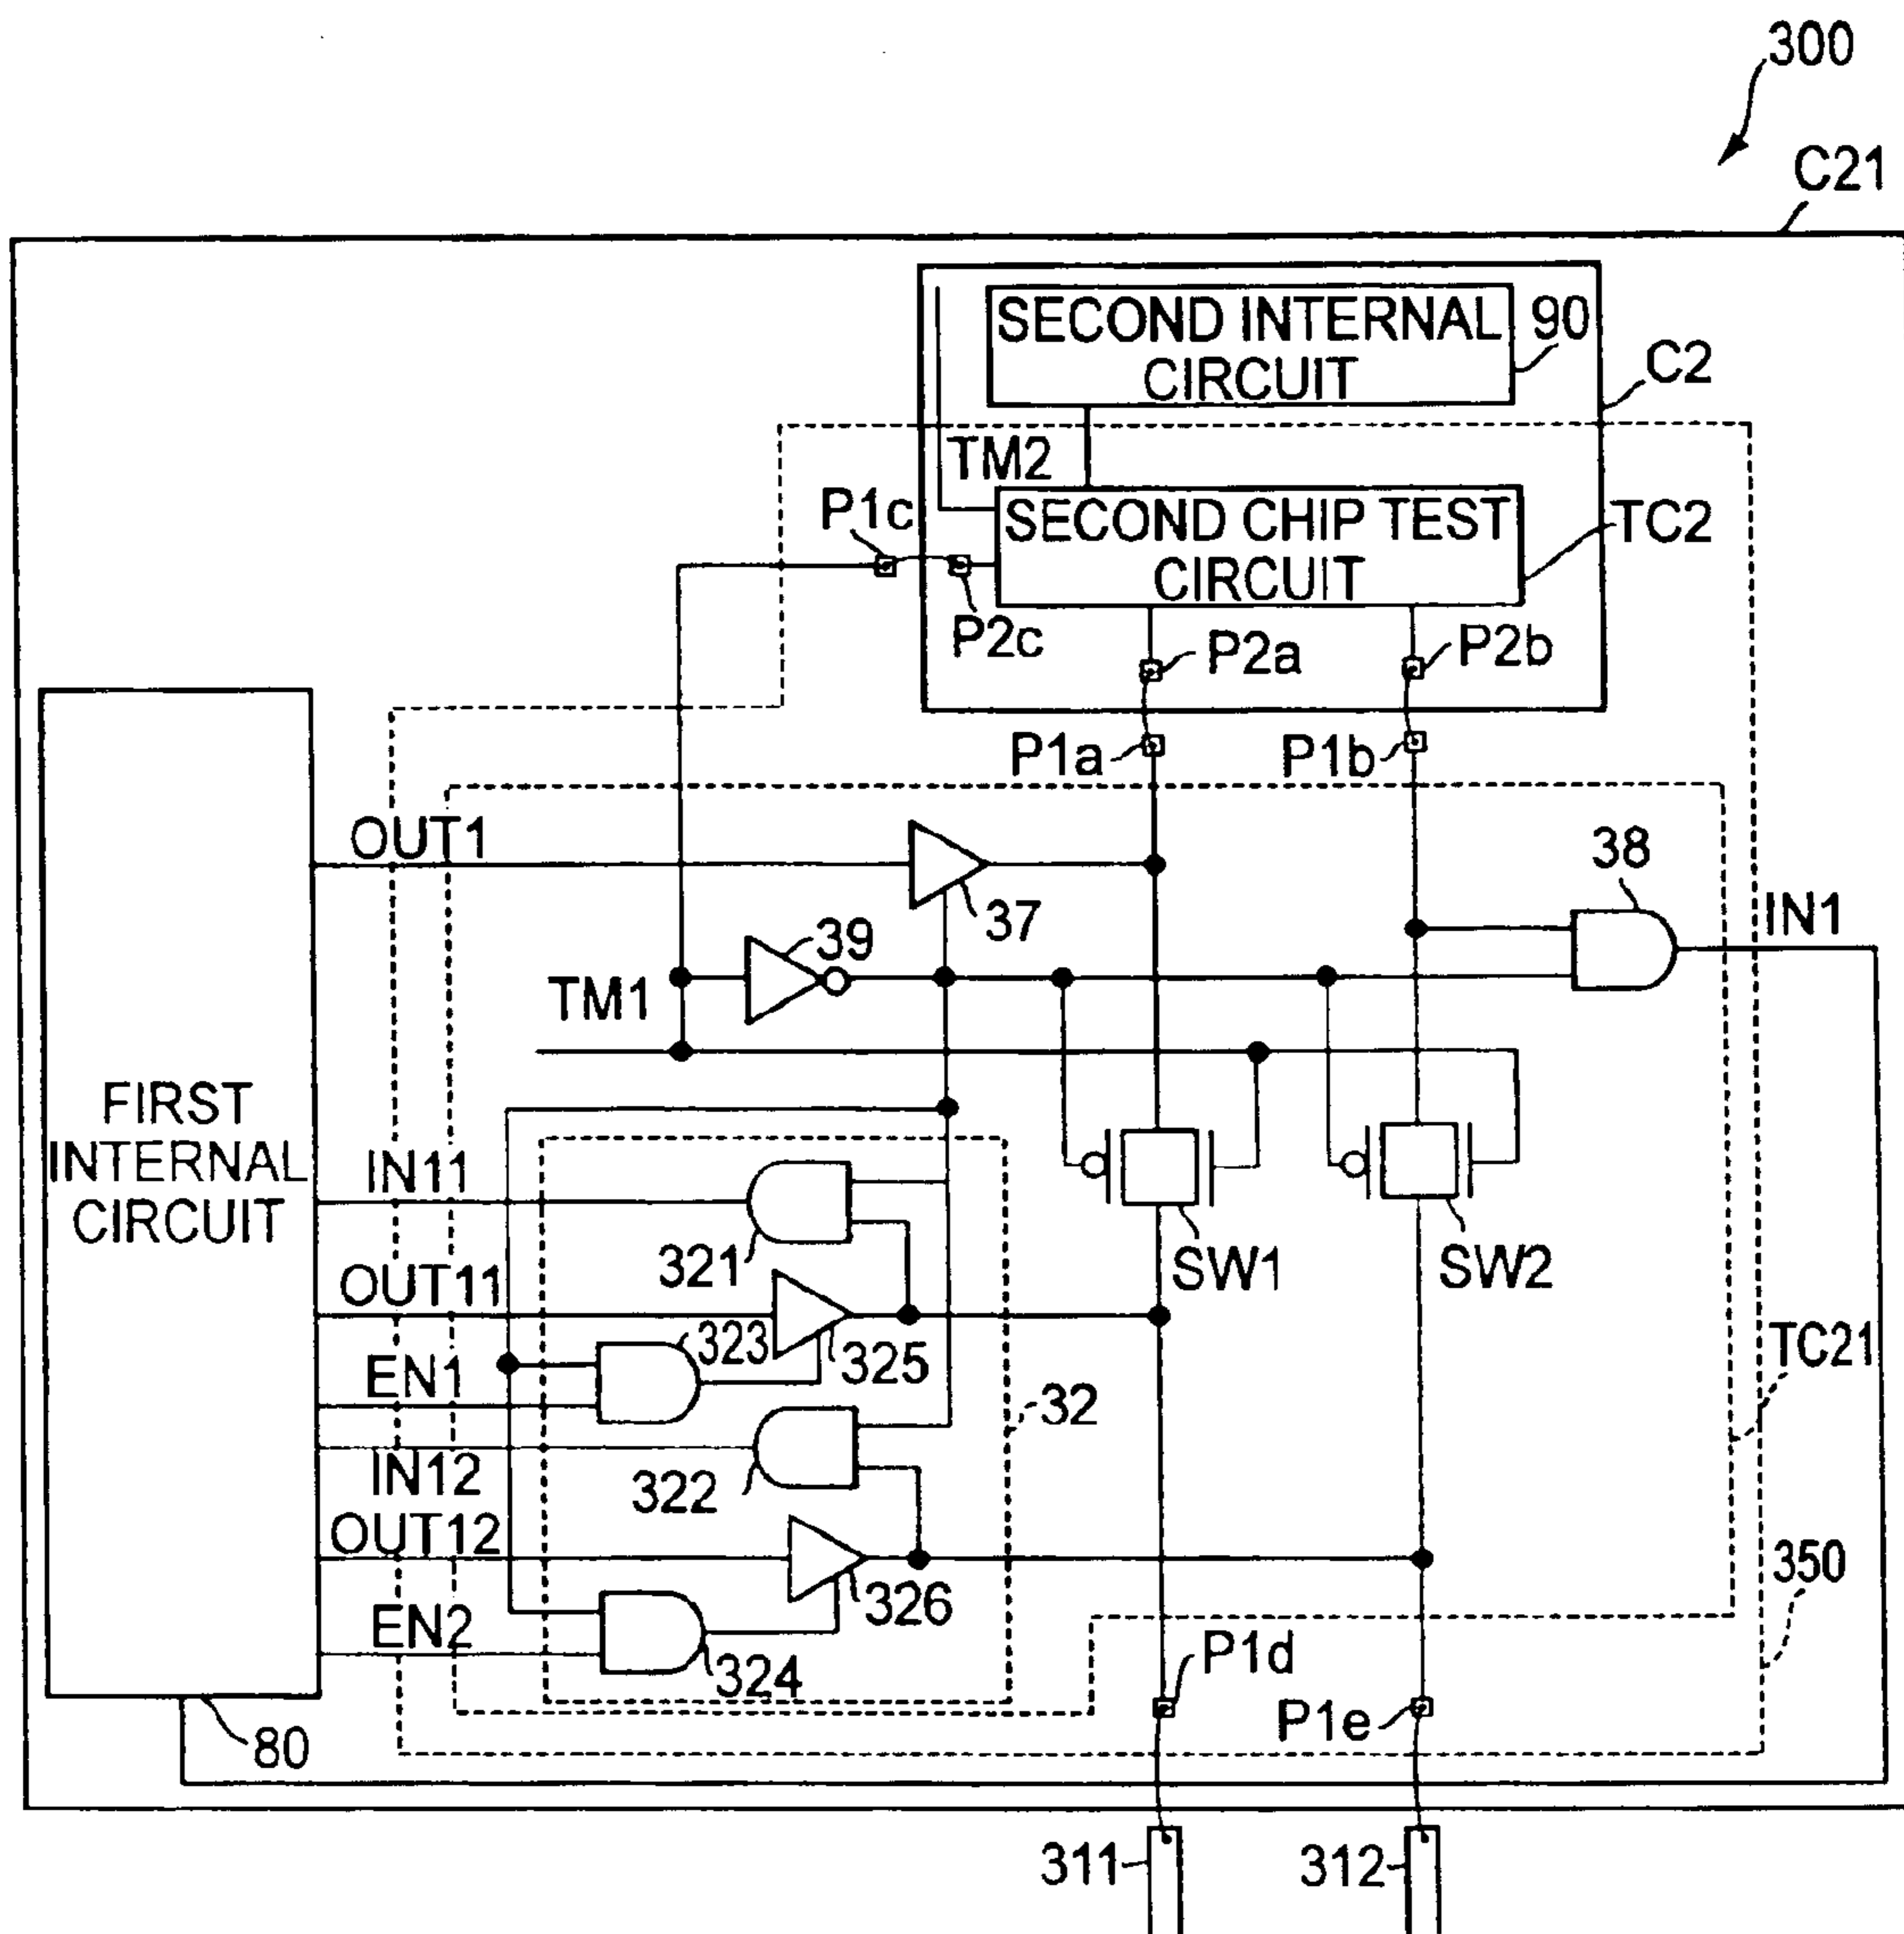 300
C21
SECOND INTERNAL
CIRCUIT
90
C2
TM2
P1c
SECOND CHIP TEST
CIRCUIT
TC2
P2c
P2a
P2b
P1a
P1b
OUT1
37
38
IN1
39
TM1
FIRST
INTERNAL
CIRCUIT
IN11
321
SW1
SW2
OUT11
323
325
TC21
EN1
32
IN12
322
OUT12
326
350
EN2
324
P1d
P1e
80
311
312